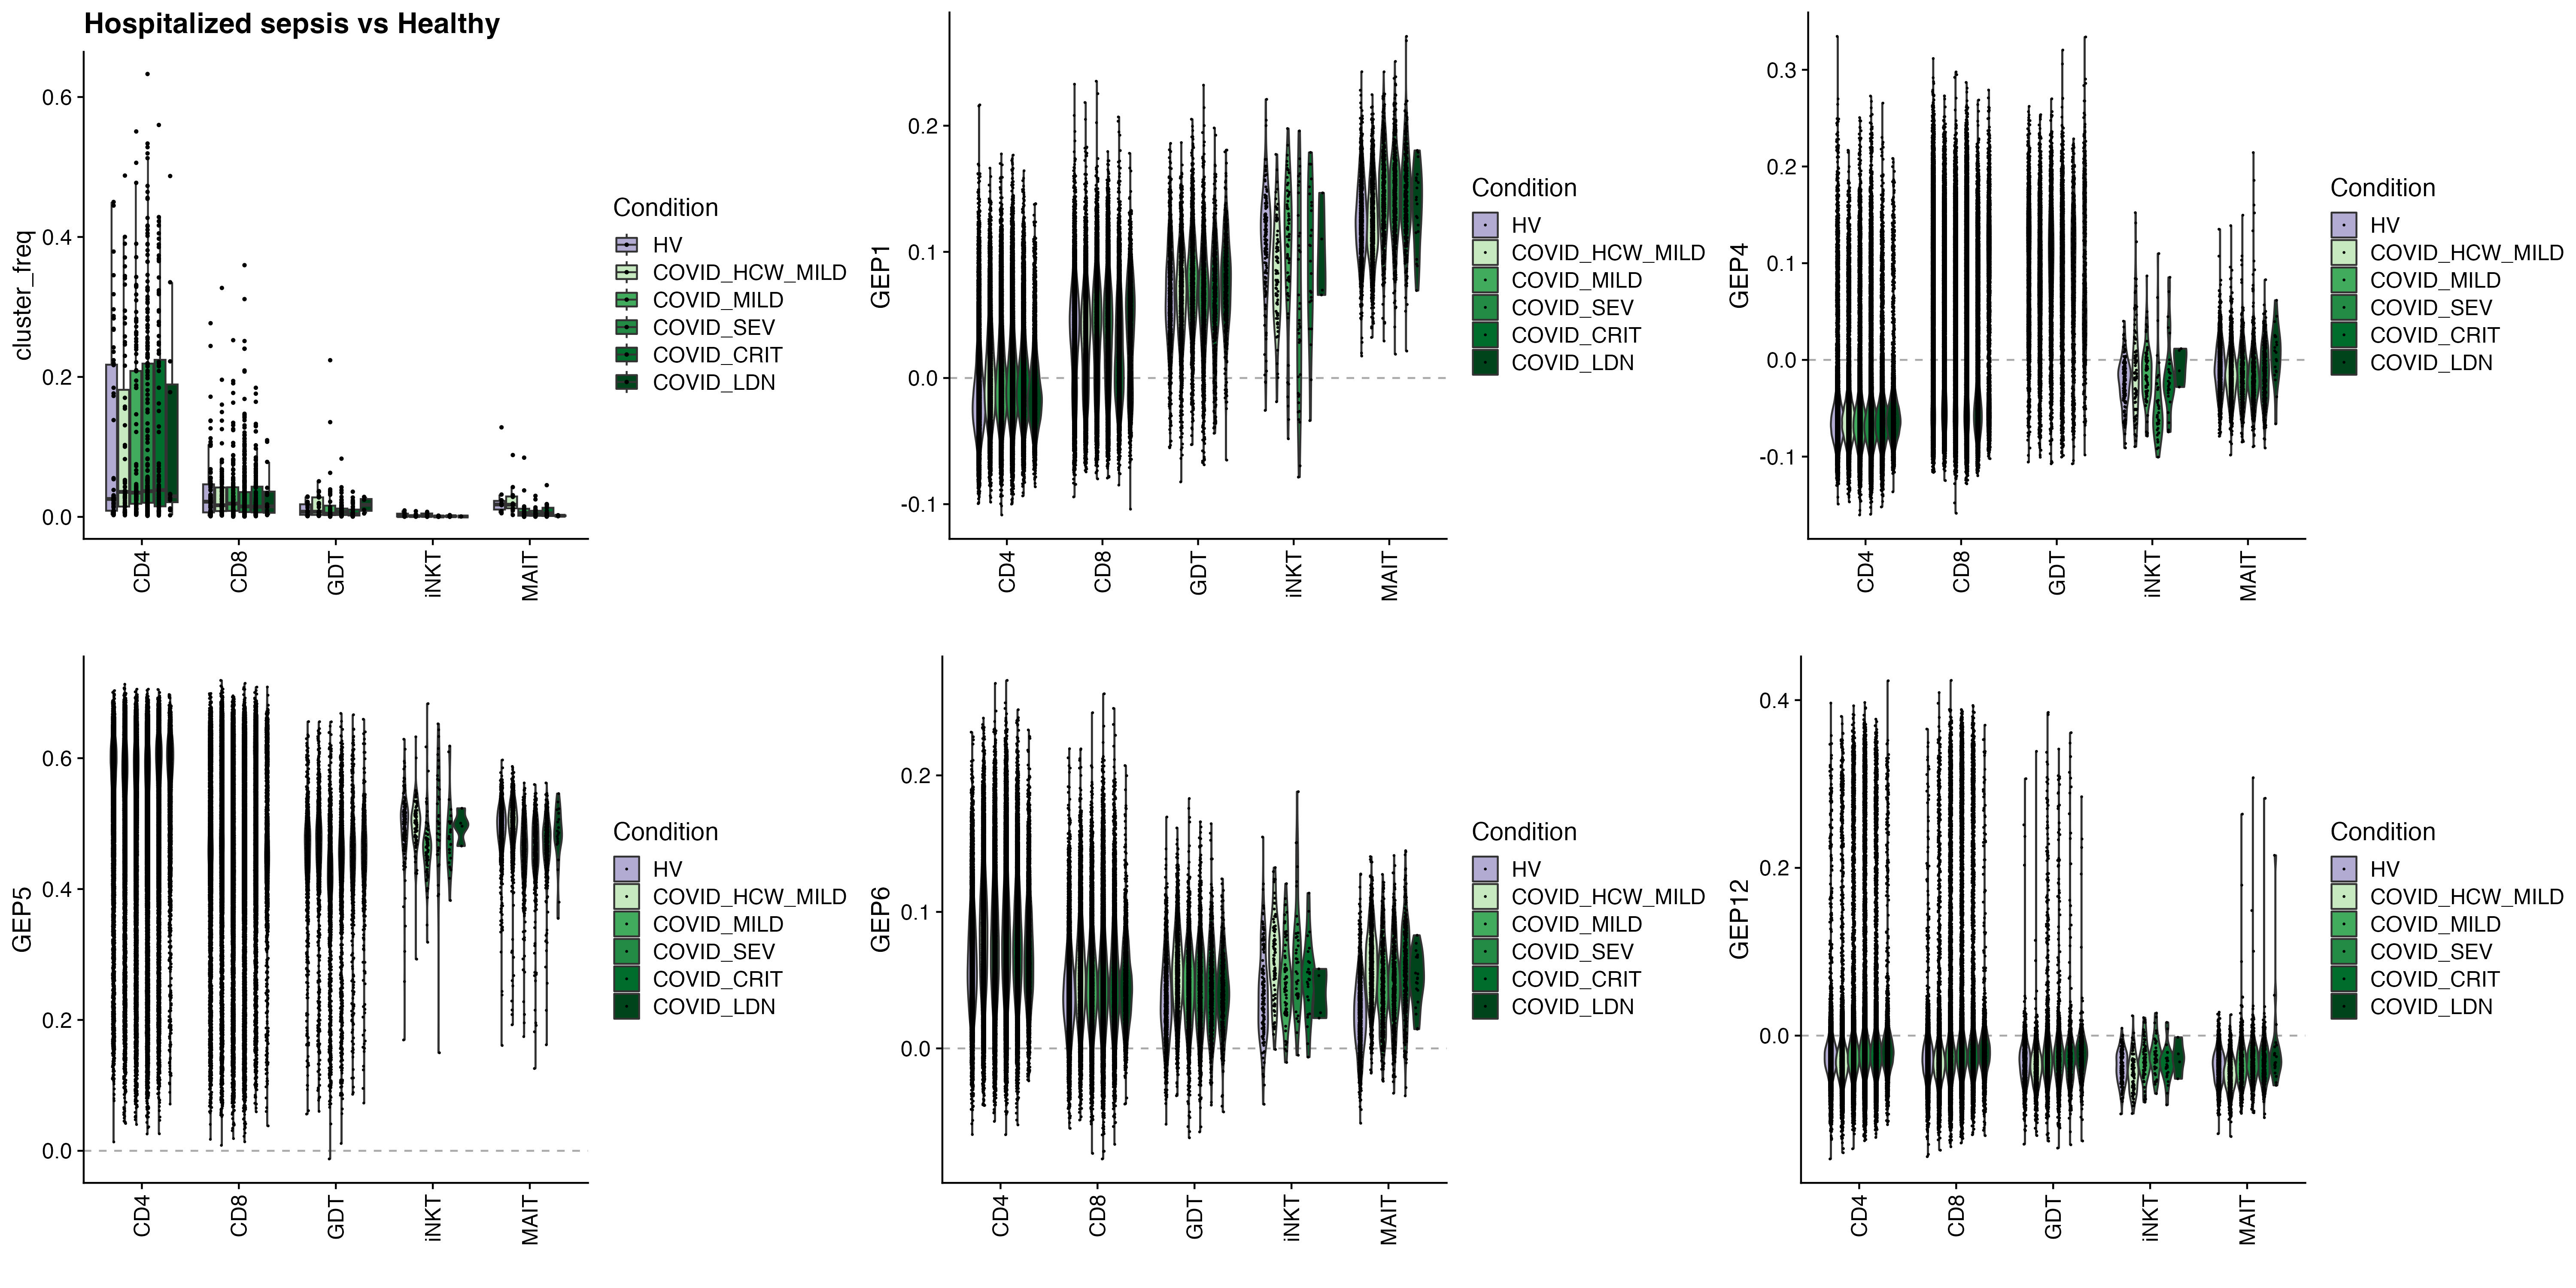 Hospitalized sepsis vs Healthy
cluster_freq
0.6
0.4
0.2
0.0
CD4
CD8
GDT
iNKT
MAIT
Condition
HV
COVID_HCW_MILD
COVID_MILD
COVID_SEV
COVID_CRIT
COVID_LDN
GEP1
0.2
0.1
0.0
-0.1
CD4
CD8
GDT
iNKT
MAIT
Condition
HV
COVID_HCW_MILD
COVID_MILD
COVID_SEV
COVID_CRIT
COVID_LDN
GEP4
0.3
0.2
0.1
0.0
-0.1
CD4
CD8
GDT
iNKT
MAIT
Condition
HV
COVID_HCW_MILD
COVID_MILD
COVID_SEV
COVID_CRIT
COVID_LDN
GEP5
0.6
0.4
0.2
0.0
CD4
CD8
GDT
iNKT
MAIT
Condition
HV
COVID_HCW_MILD
COVID_MILD
COVID_SEV
COVID_CRIT
COVID_LDN
GEP6
0.2
0.1
0.0
CD4
CD8
GDT
iNKT
MAIT
Condition
HV
COVID_HCW_MILD
COVID_MILD
COVID_SEV
COVID_CRIT
COVID_LDN
GEP12
0.4
0.2
0.0
CD4
CD8
GDT
iNKT
MAIT
Condition
HV
COVID_HCW_MILD
COVID_MILD
COVID_SEV
COVID_CRIT
COVID_LDN